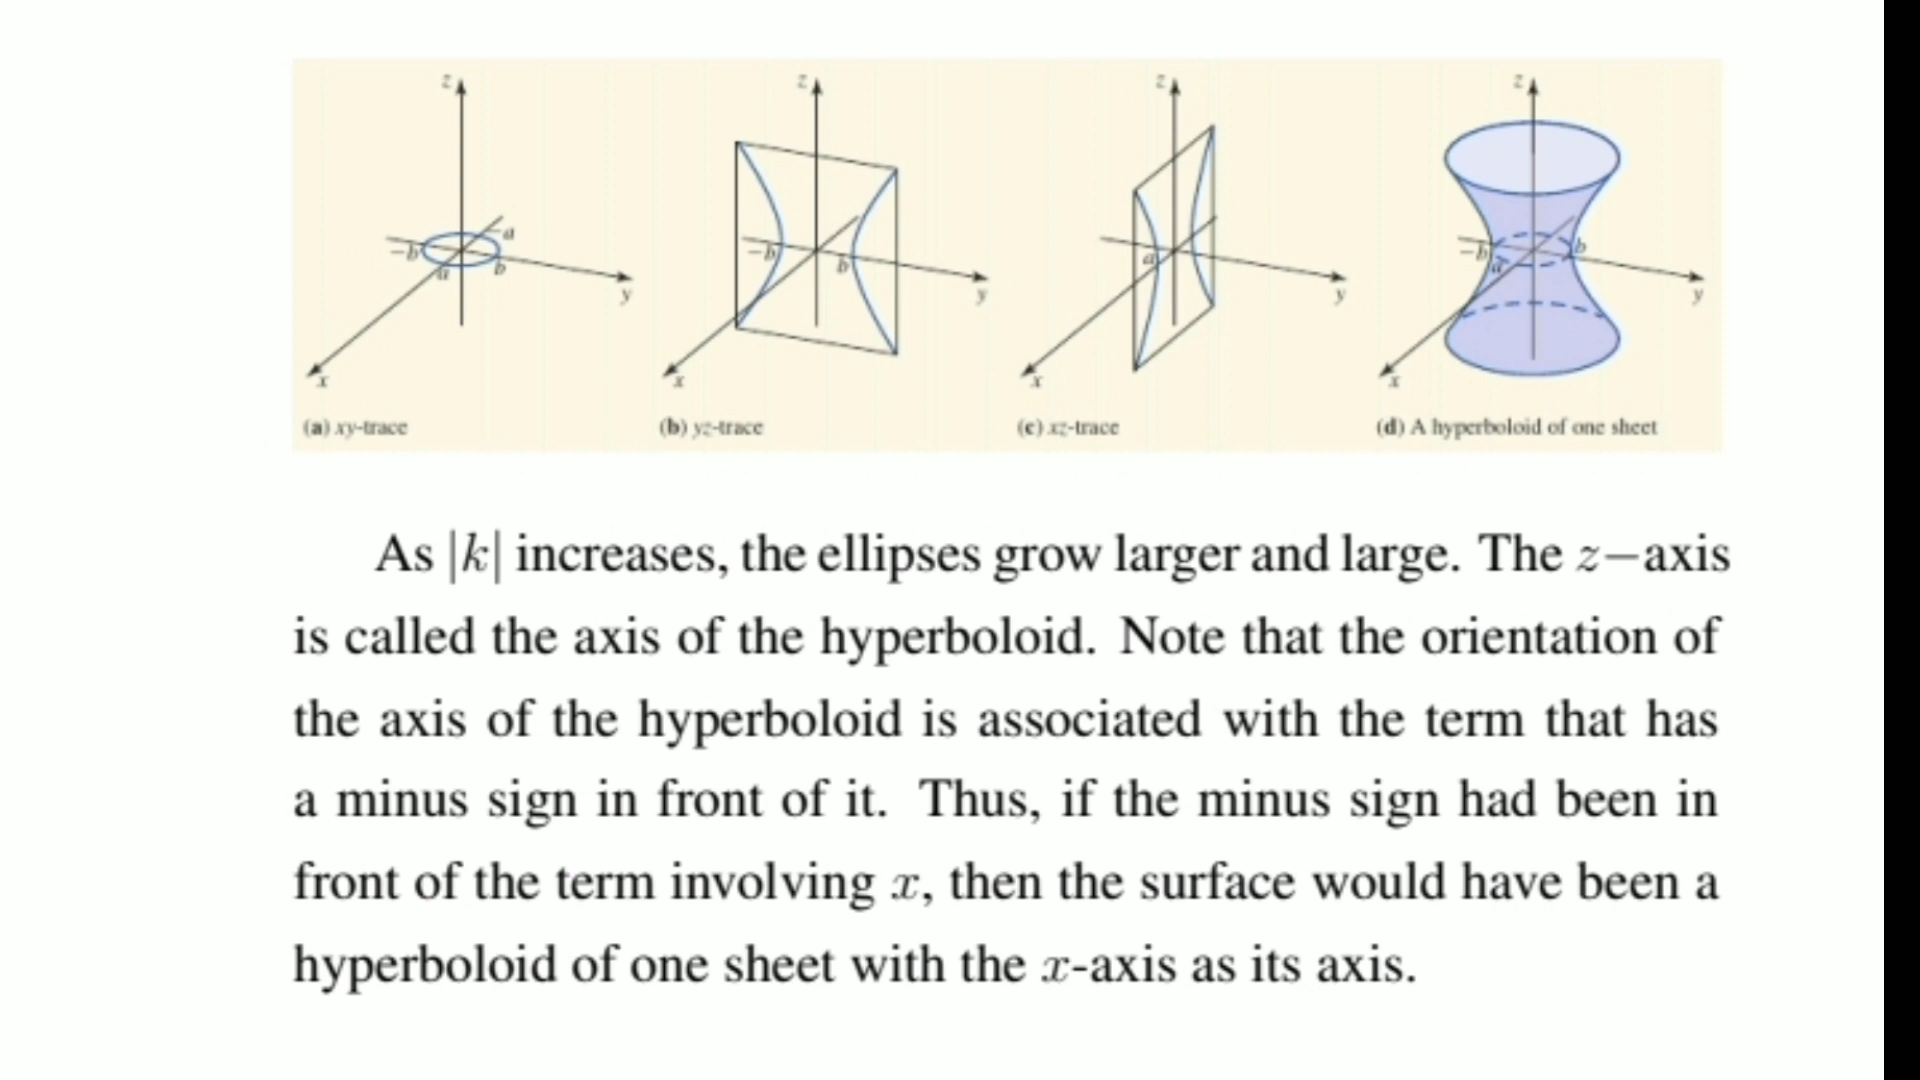 z z z z
−a
−b a b
−b b
a
−b a b
y y y y
x x x x
(a) xy-trace (b) yz-trace (c) xz-trace (d) A hyperboloid of one sheet
As |k| increases, the ellipses grow larger and large. The z−axis
is called the axis of the hyperboloid. Note that the orientation of
the axis of the hyperboloid is associated with the term that has
a minus sign in front of it. Thus, if the minus sign had been in
front of the term involving x, then the surface would have been a
hyperboloid of one sheet with the x-axis as its axis.